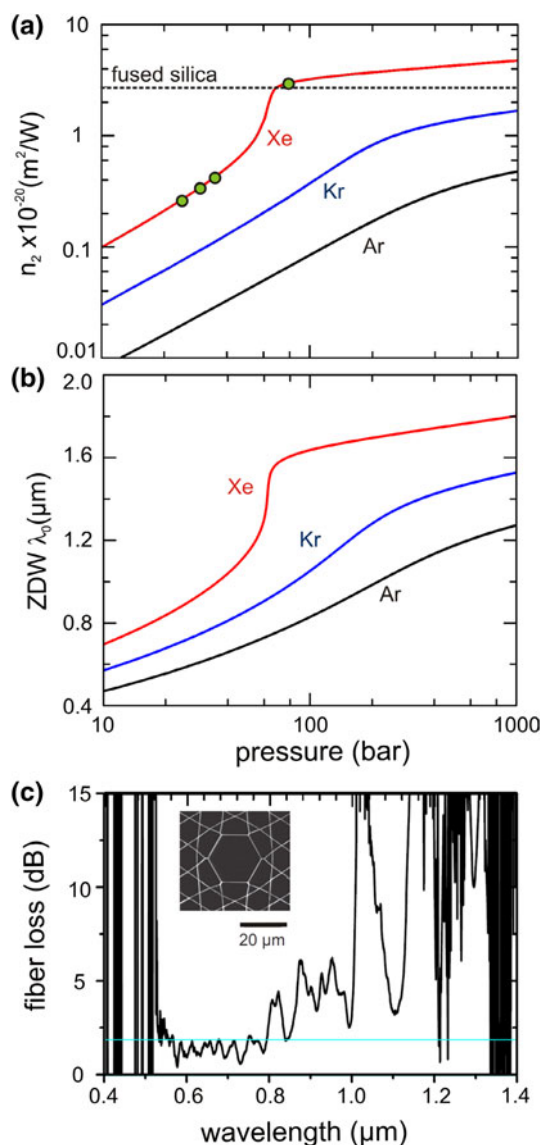 (a)
10
fused silica
1
Xe
Kr
0.1
Ar
0.01
n₂ x10⁻²⁰(m²/W)
(b)
2.0
1.6
Xe
1.2
Kr
Ar
0.8
0.4
ZDW λ₀(μm)
10 100 1000
pressure (bar)
(c)
15
10
20 μm
5
0
fiber loss (dB)
0.4 0.6 0.8 1.0 1.2 1.4
wavelength (μm)